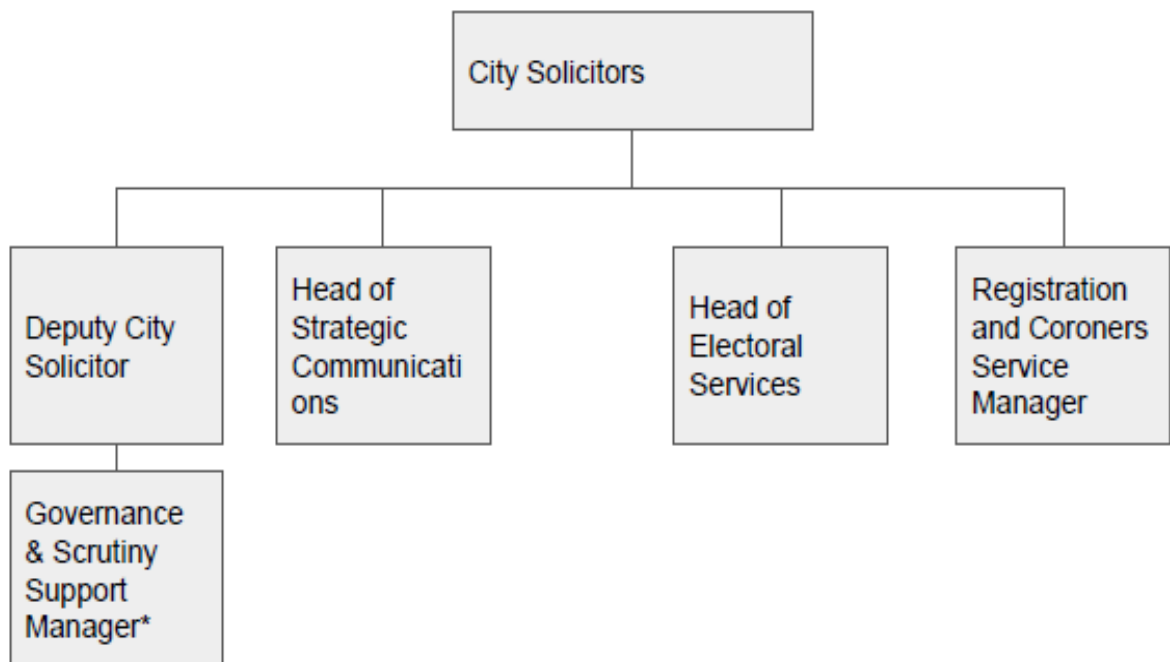 City Solicitors
Deputy City
Solicitor
Head of
Strategic
Communicati
ons
Head of
Electoral
Services
Registration
and Coroners
Service
Manager
Governance
& Scrutiny
Support
Manager*